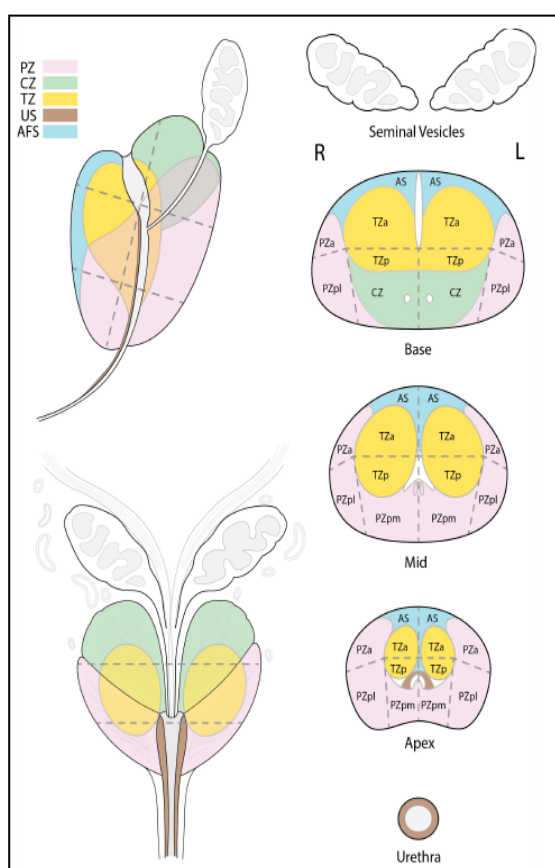 PZ
CZ
TZ
US
AFS
Seminal Vesicles
R L
AS AS
TZa TZa
PZa PZa
TZp TZp
PZpl CZ CZ PZpl
Base
AS AS
TZa TZa
PZa PZa
TZp TZp
PZpl PZpl
PZpm PZpm
Mid
AS AS
PZa TZa TZa PZa
TZp TZp
PZpl PZpl
PZpm PZpm
Apex
Urethra